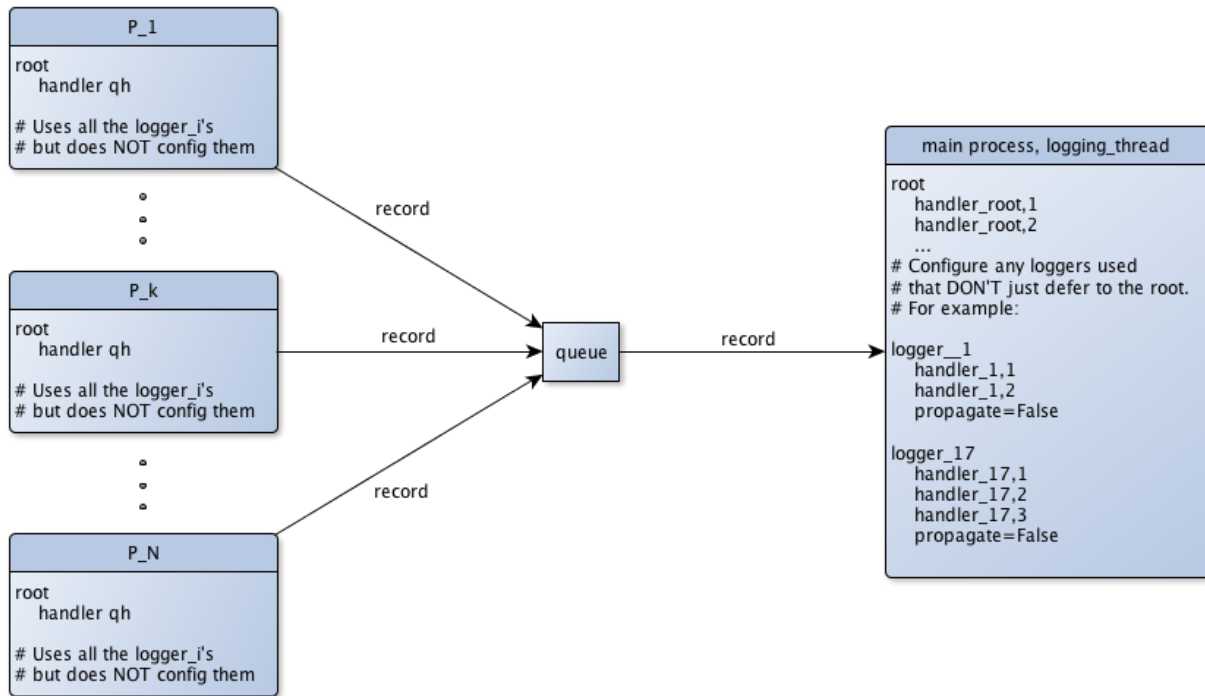 P_1
root
handler qh
# Uses all the logger_i's
# but does NOT config them
record
P_k
root
handler qh
# Uses all the logger_i's
# but does NOT config them
record
P_N
root
handler qh
# Uses all the logger_i's
# but does NOT config them
record
queue
record
main process, logging_thread
root
handler_root,1
handler_root,2
...
# Configure any loggers used
# that DON'T just defer to the root.
# For example:
logger__1
handler_1,1
handler_1,2
propagate=False
logger_17
handler_17,1
handler_17,2
handler_17,3
propagate=False